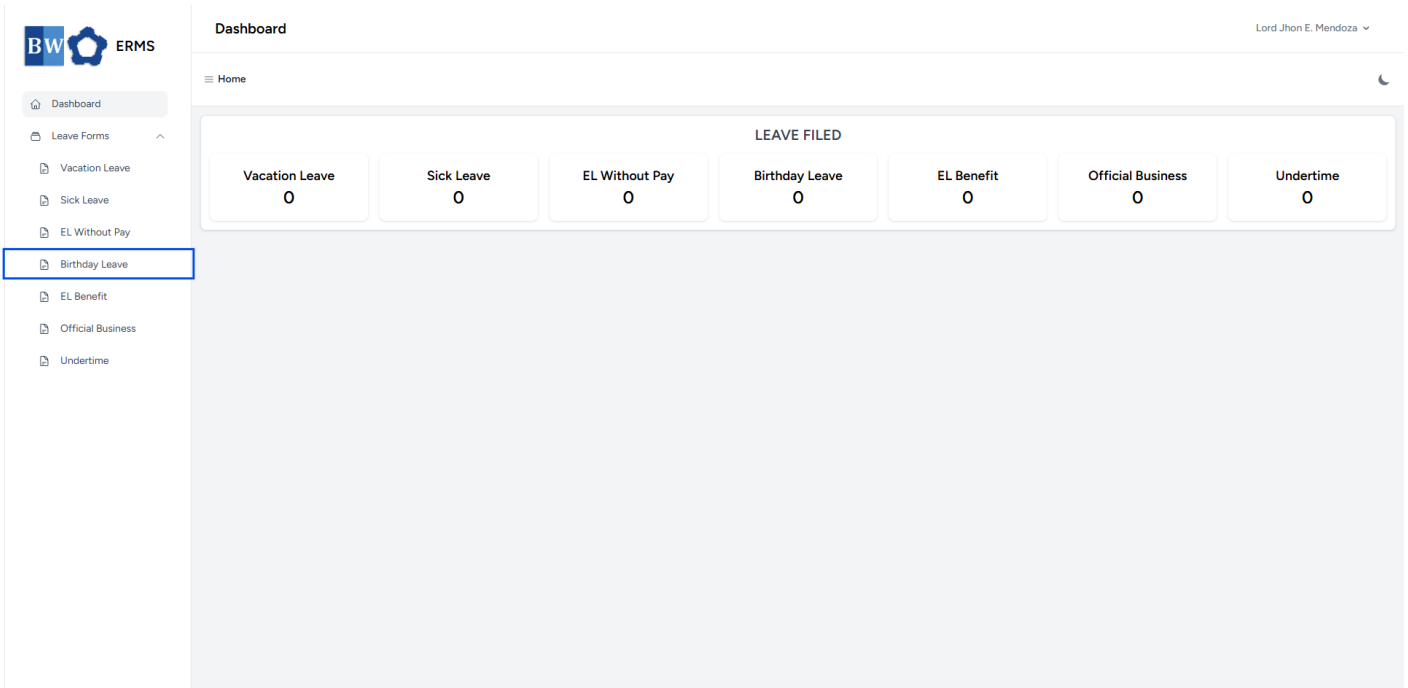 BW ERMS
Dashboard
Lord Jhon E. Mendoza
Home
Dashboard
Leave Forms
Vacation Leave
Sick Leave
EL Without Pay
Birthday Leave
EL Benefit
Official Business
Undertime
LEAVE FILED
Vacation Leave Sick Leave EL Without Pay Birthday Leave EL Benefit Official Business Undertime
0 0 0 0 0 0 0